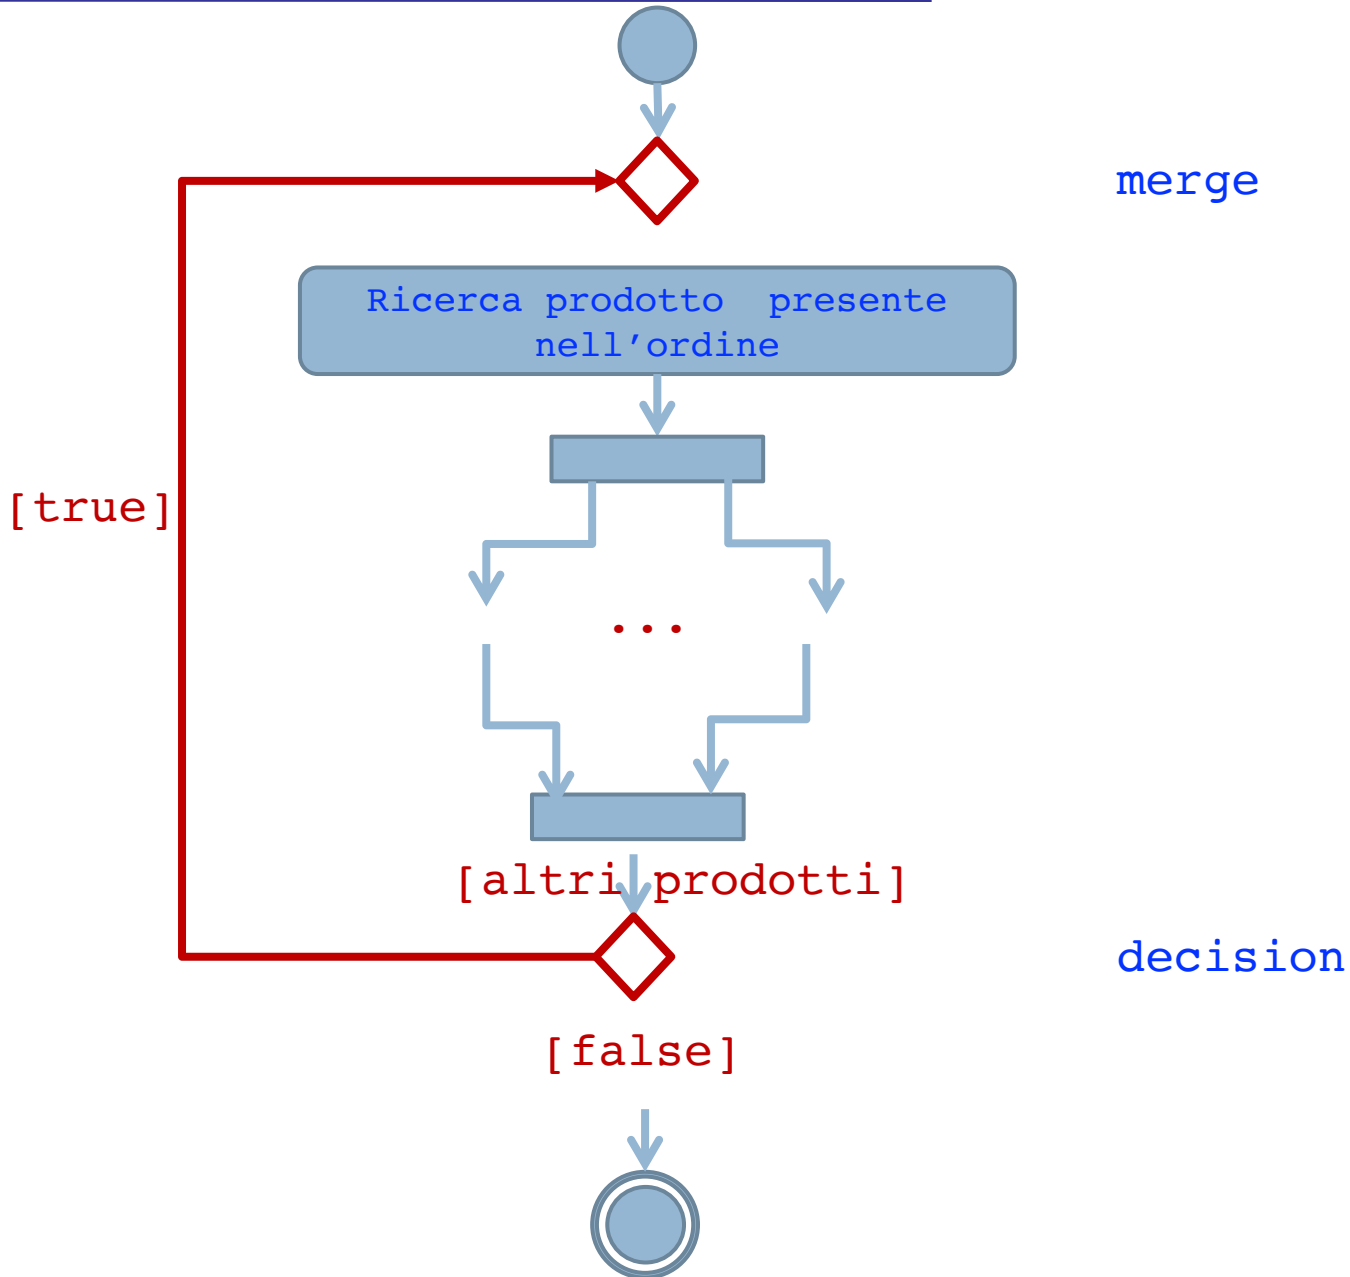 merge
Ricerca prodotto presente
nell’ordine
[true]
...
[altri prodotti]
decision
[false]